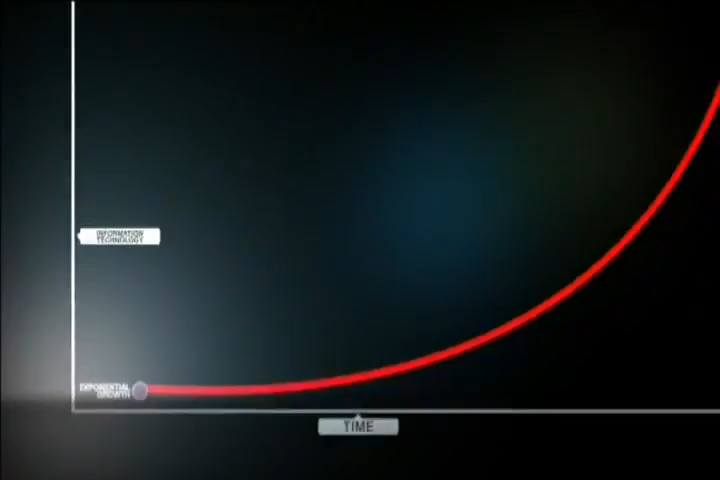 INFORMATION
TECHNOLOGY
EXPONENTIAL
GROWTH
TIME